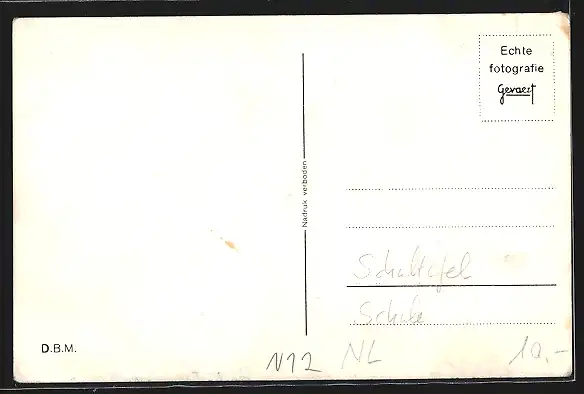 Echte
fotografie
Gevaert
Nadruk verboden
Schultafel
Schule
D.B.M.
N12 NL 10,-